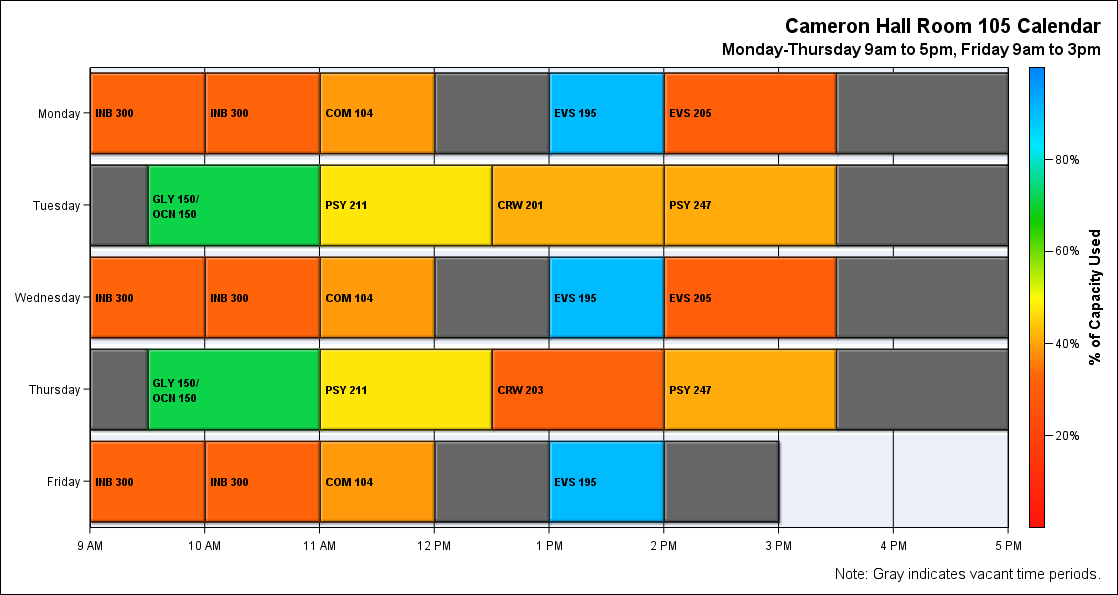 Cameron Hall Room 105 Calendar
Monday-Thursday 9am to 5pm, Friday 9am to 3pm
Monday
INB 300
INB 300
COM 104
EVS 195
EVS 205
Tuesday
GLY 150/
OCN 150
PSY 211
CRW 201
PSY 247
Wednesday
INB 300
INB 300
COM 104
EVS 195
EVS 205
Thursday
GLY 150/
OCN 150
PSY 211
CRW 203
PSY 247
Friday
INB 300
INB 300
COM 104
EVS 195
9 AM
10 AM
11 AM
12 PM
1 PM
2 PM
3 PM
4 PM
5 PM
80%
60%
40%
20%
% of Capacity Used
Note: Gray indicates vacant time periods.